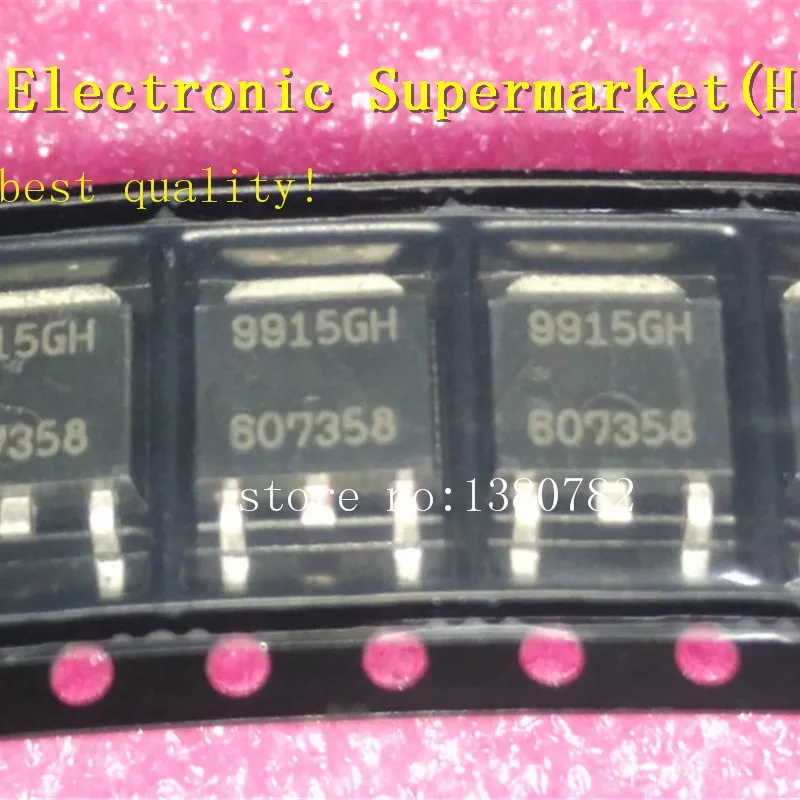 Electronic Supermarket(H
best quality!
15GH
9915GH
9915GH
7358
607358
607358
store no:1380782